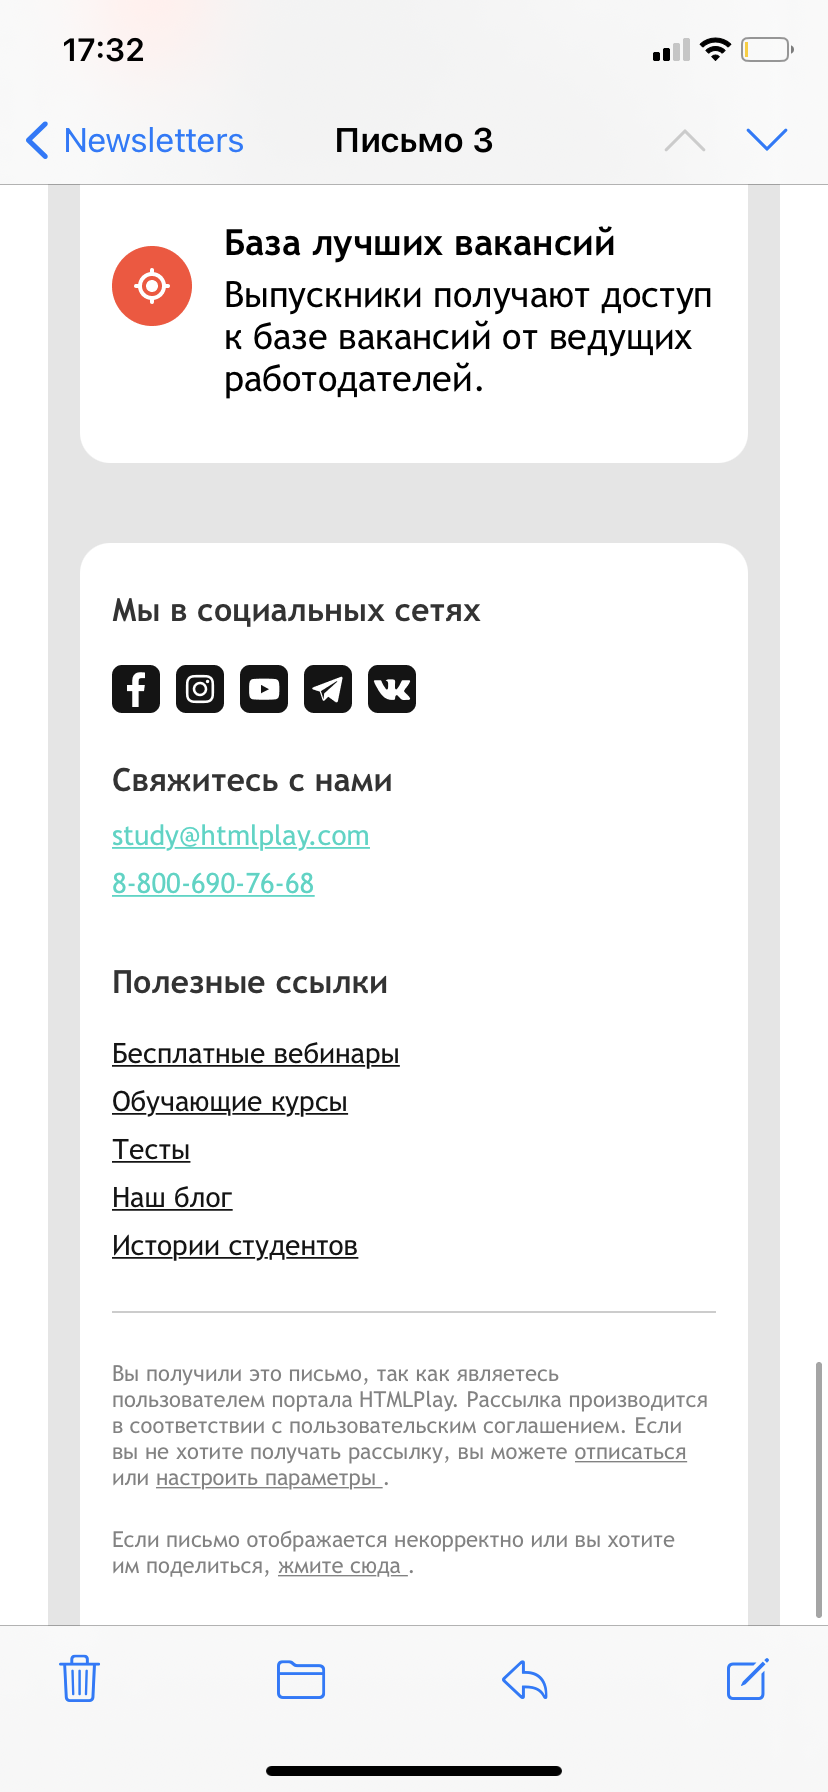 17:32
Newsletters
Письмо 3
База лучших вакансий
Выпускники получают доступ
к базе вакансий от ведущих
работодателей.
Мы в социальных сетях
Свяжитесь с нами
study@htmlplay.com
8-800-690-76-68
Полезные ссылки
Бесплатные вебинары
Обучающие курсы
Тесты
Наш блог
Истории студентов
Вы получили это письмо, так как являетесь
пользователем портала HTMLPlay. Рассылка производится
в соответствии с пользовательским соглашением. Если
вы не хотите получать рассылку, вы можете отписаться
или настроить параметры .
Если письмо отображается некорректно или вы хотите
им поделиться, жмите сюда .